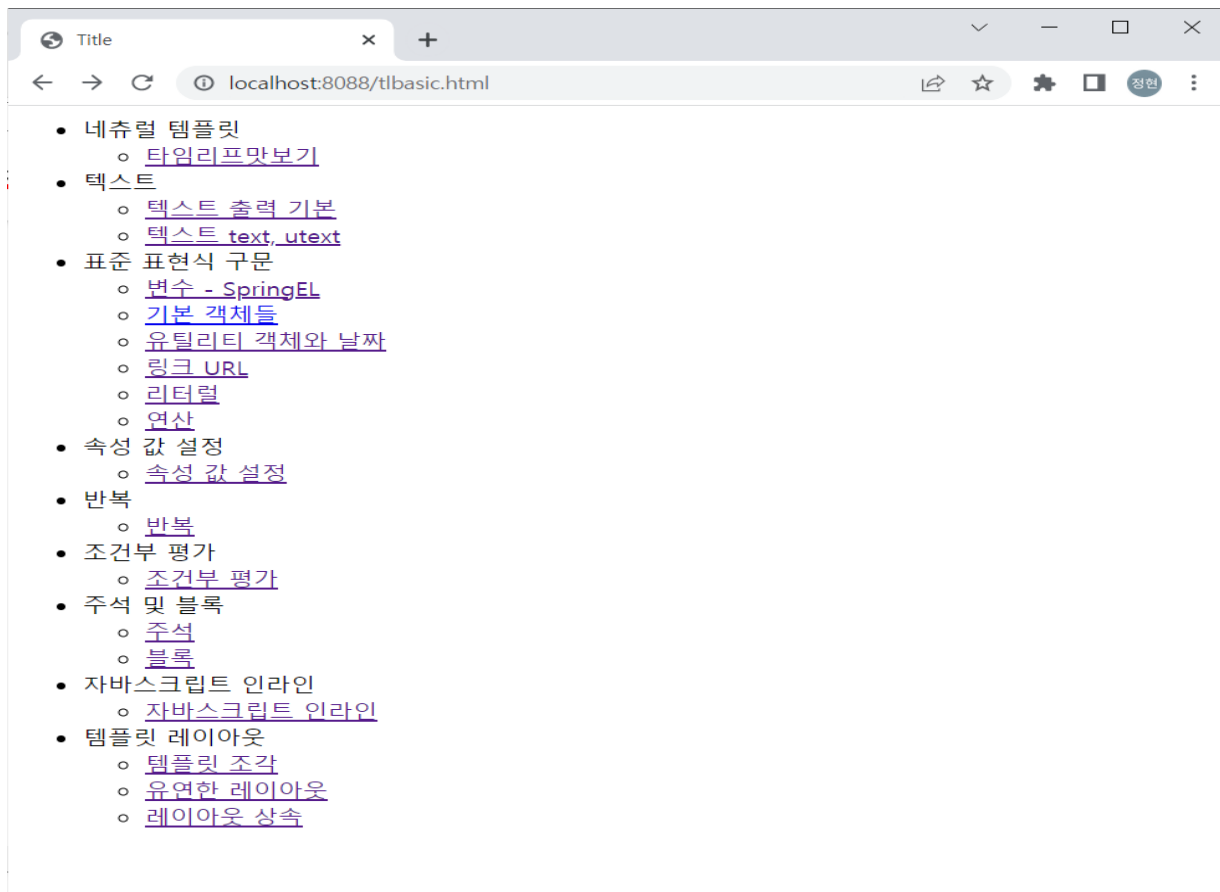 Title
localhost:8088/tlbasic.html
정현
네츄럴 템플릿
타임리프맛보기
텍스트
텍스트 출력 기본
텍스트 text, utext
표준 표현식 구문
변수 - SpringEL
기본 객체들
유틸리티 객체와 날짜
링크 URL
리터럴
연산
속성 값 설정
속성 값 설정
반복
반복
조건부 평가
조건부 평가
주석 및 블록
주석
블록
자바스크립트 인라인
자바스크립트 인라인
템플릿 레이아웃
템플릿 조각
유연한 레이아웃
레이아웃 상속